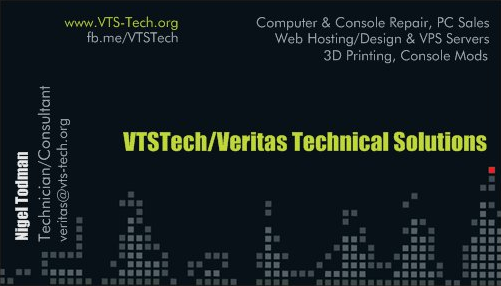 www.VTS-Tech.org
fb.me/VTSTech
Computer & Console Repair, PC Sales
Web Hosting/Design & VPS Servers
3D Printing, Console Mods
VTSTech/Veritas Technical Solutions
Nigel Todman
Technician/Consultant
veritas@vts-tech.org